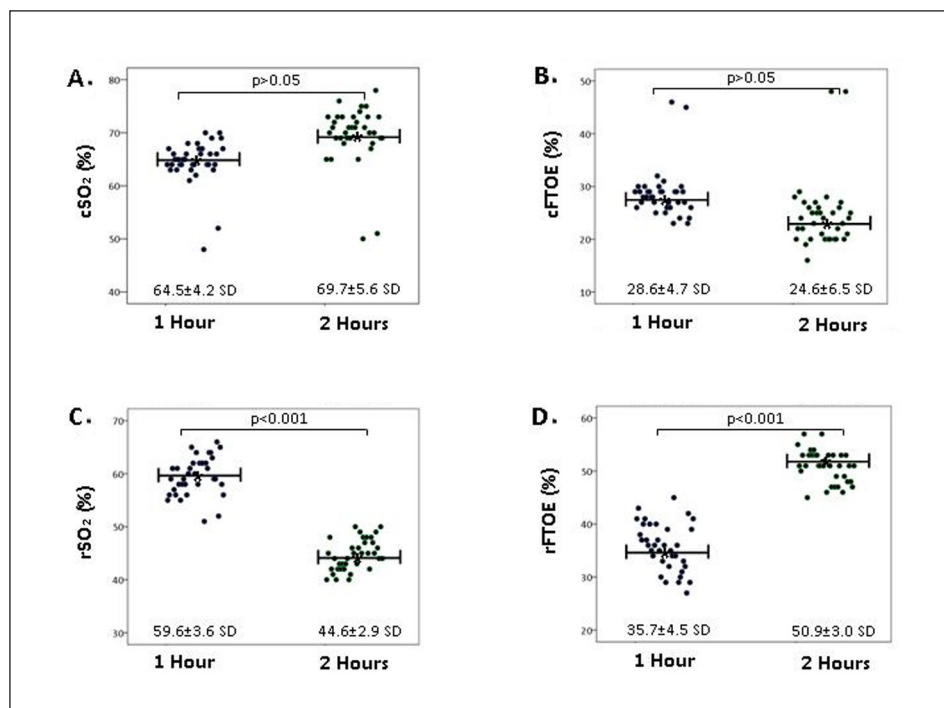 A.
p>0.05
cSO₂ (%)
80
70
60
50
40
64.5±4.2 SD
69.7±5.6 SD
1 Hour
2 Hours
B.
p>0.05
cFTOE (%)
50
40
30
20
10
28.6±4.7 SD
24.6±6.5 SD
1 Hour
2 Hours
C.
p<0.001
rSO₂ (%)
70
60
50
40
30
59.6±3.6 SD
44.6±2.9 SD
1 Hour
2 Hours
D.
p<0.001
rFTOE (%)
60
50
40
30
20
35.7±4.5 SD
50.9±3.0 SD
1 Hour
2 Hours